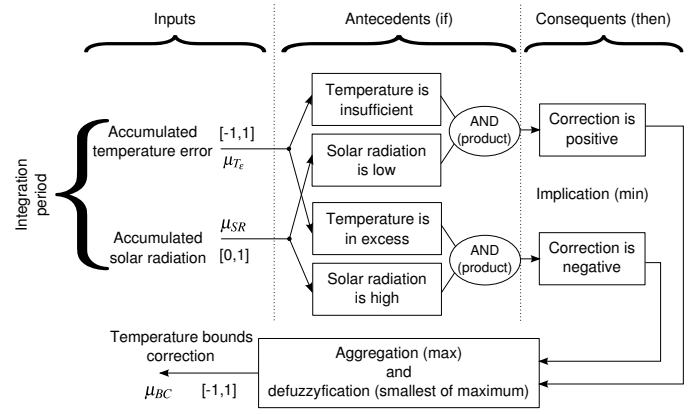 Inputs
Antecedents (if)
Consequents (then)
Integration
period
Accumulated
temperature error
[-1,1]
μTε
Accumulated
solar radiation
μSR
[0,1]
Temperature is
insufficient
Solar radiation
is low
AND
(product)
Correction is
positive
Implication (min)
Temperature is
in excess
Solar radiation
is high
AND
(product)
Correction is
negative
Temperature bounds
correction
μBC
[-1,1]
Aggregation (max)
and
defuzzyfication (smallest of maximum)